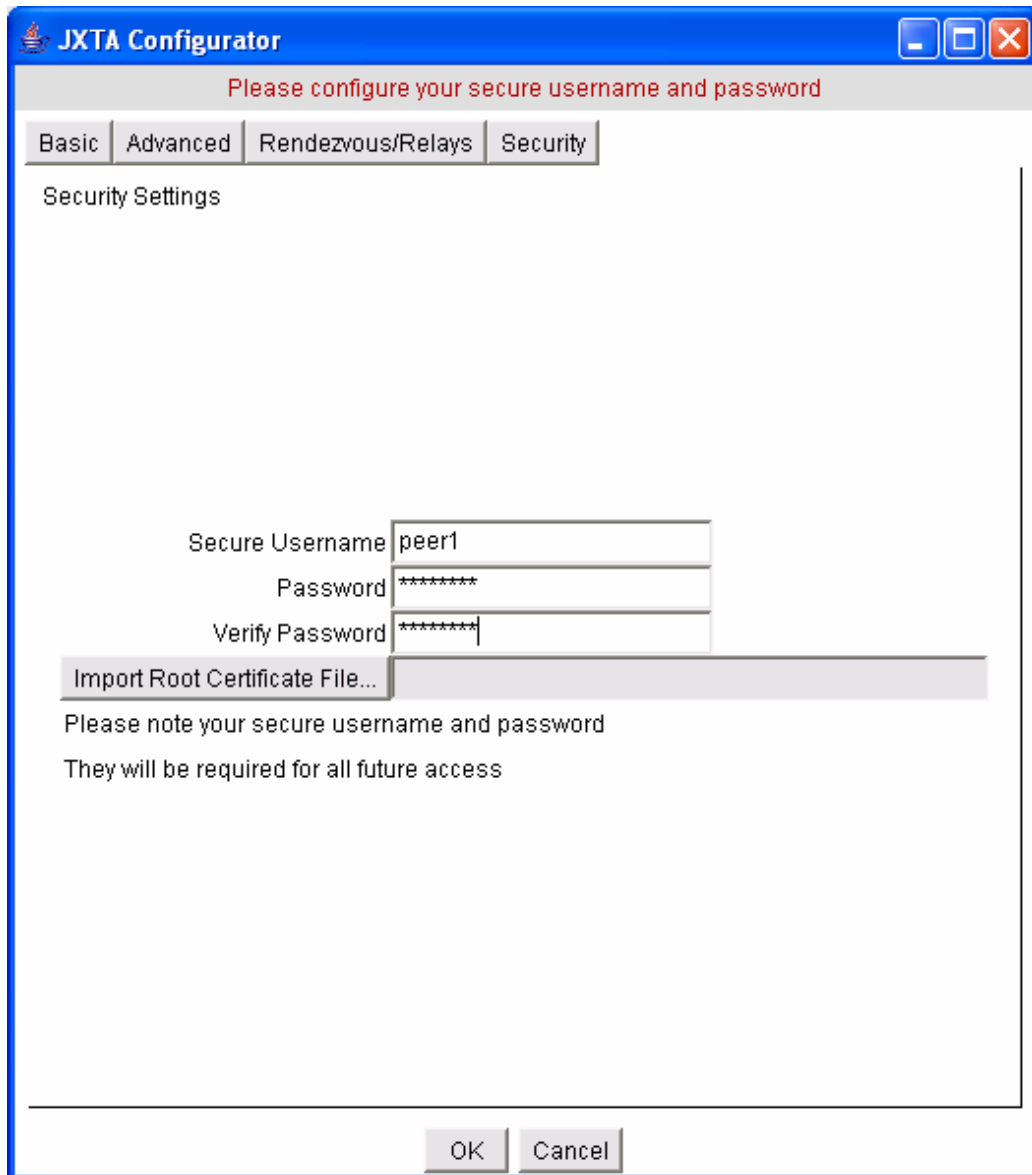 JXTA Configurator
Please configure your secure username and password
Basic Advanced Rendezvous/Relays Security
Security Settings
Secure Username peer1
Password ********
Verify Password ********
Import Root Certificate File...
Please note your secure username and password
They will be required for all future access
OK Cancel